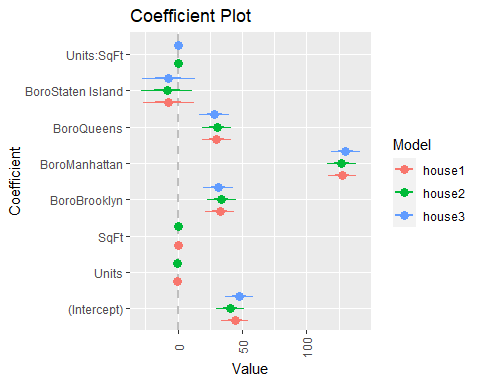 Coefficient Plot
Coefficient
Units:SqFt
BoroStaten Island
BoroQueens
BoroManhattan
BoroBrooklyn
SqFt
Units
(Intercept)
0
50
100
Value
Model
house1
house2
house3